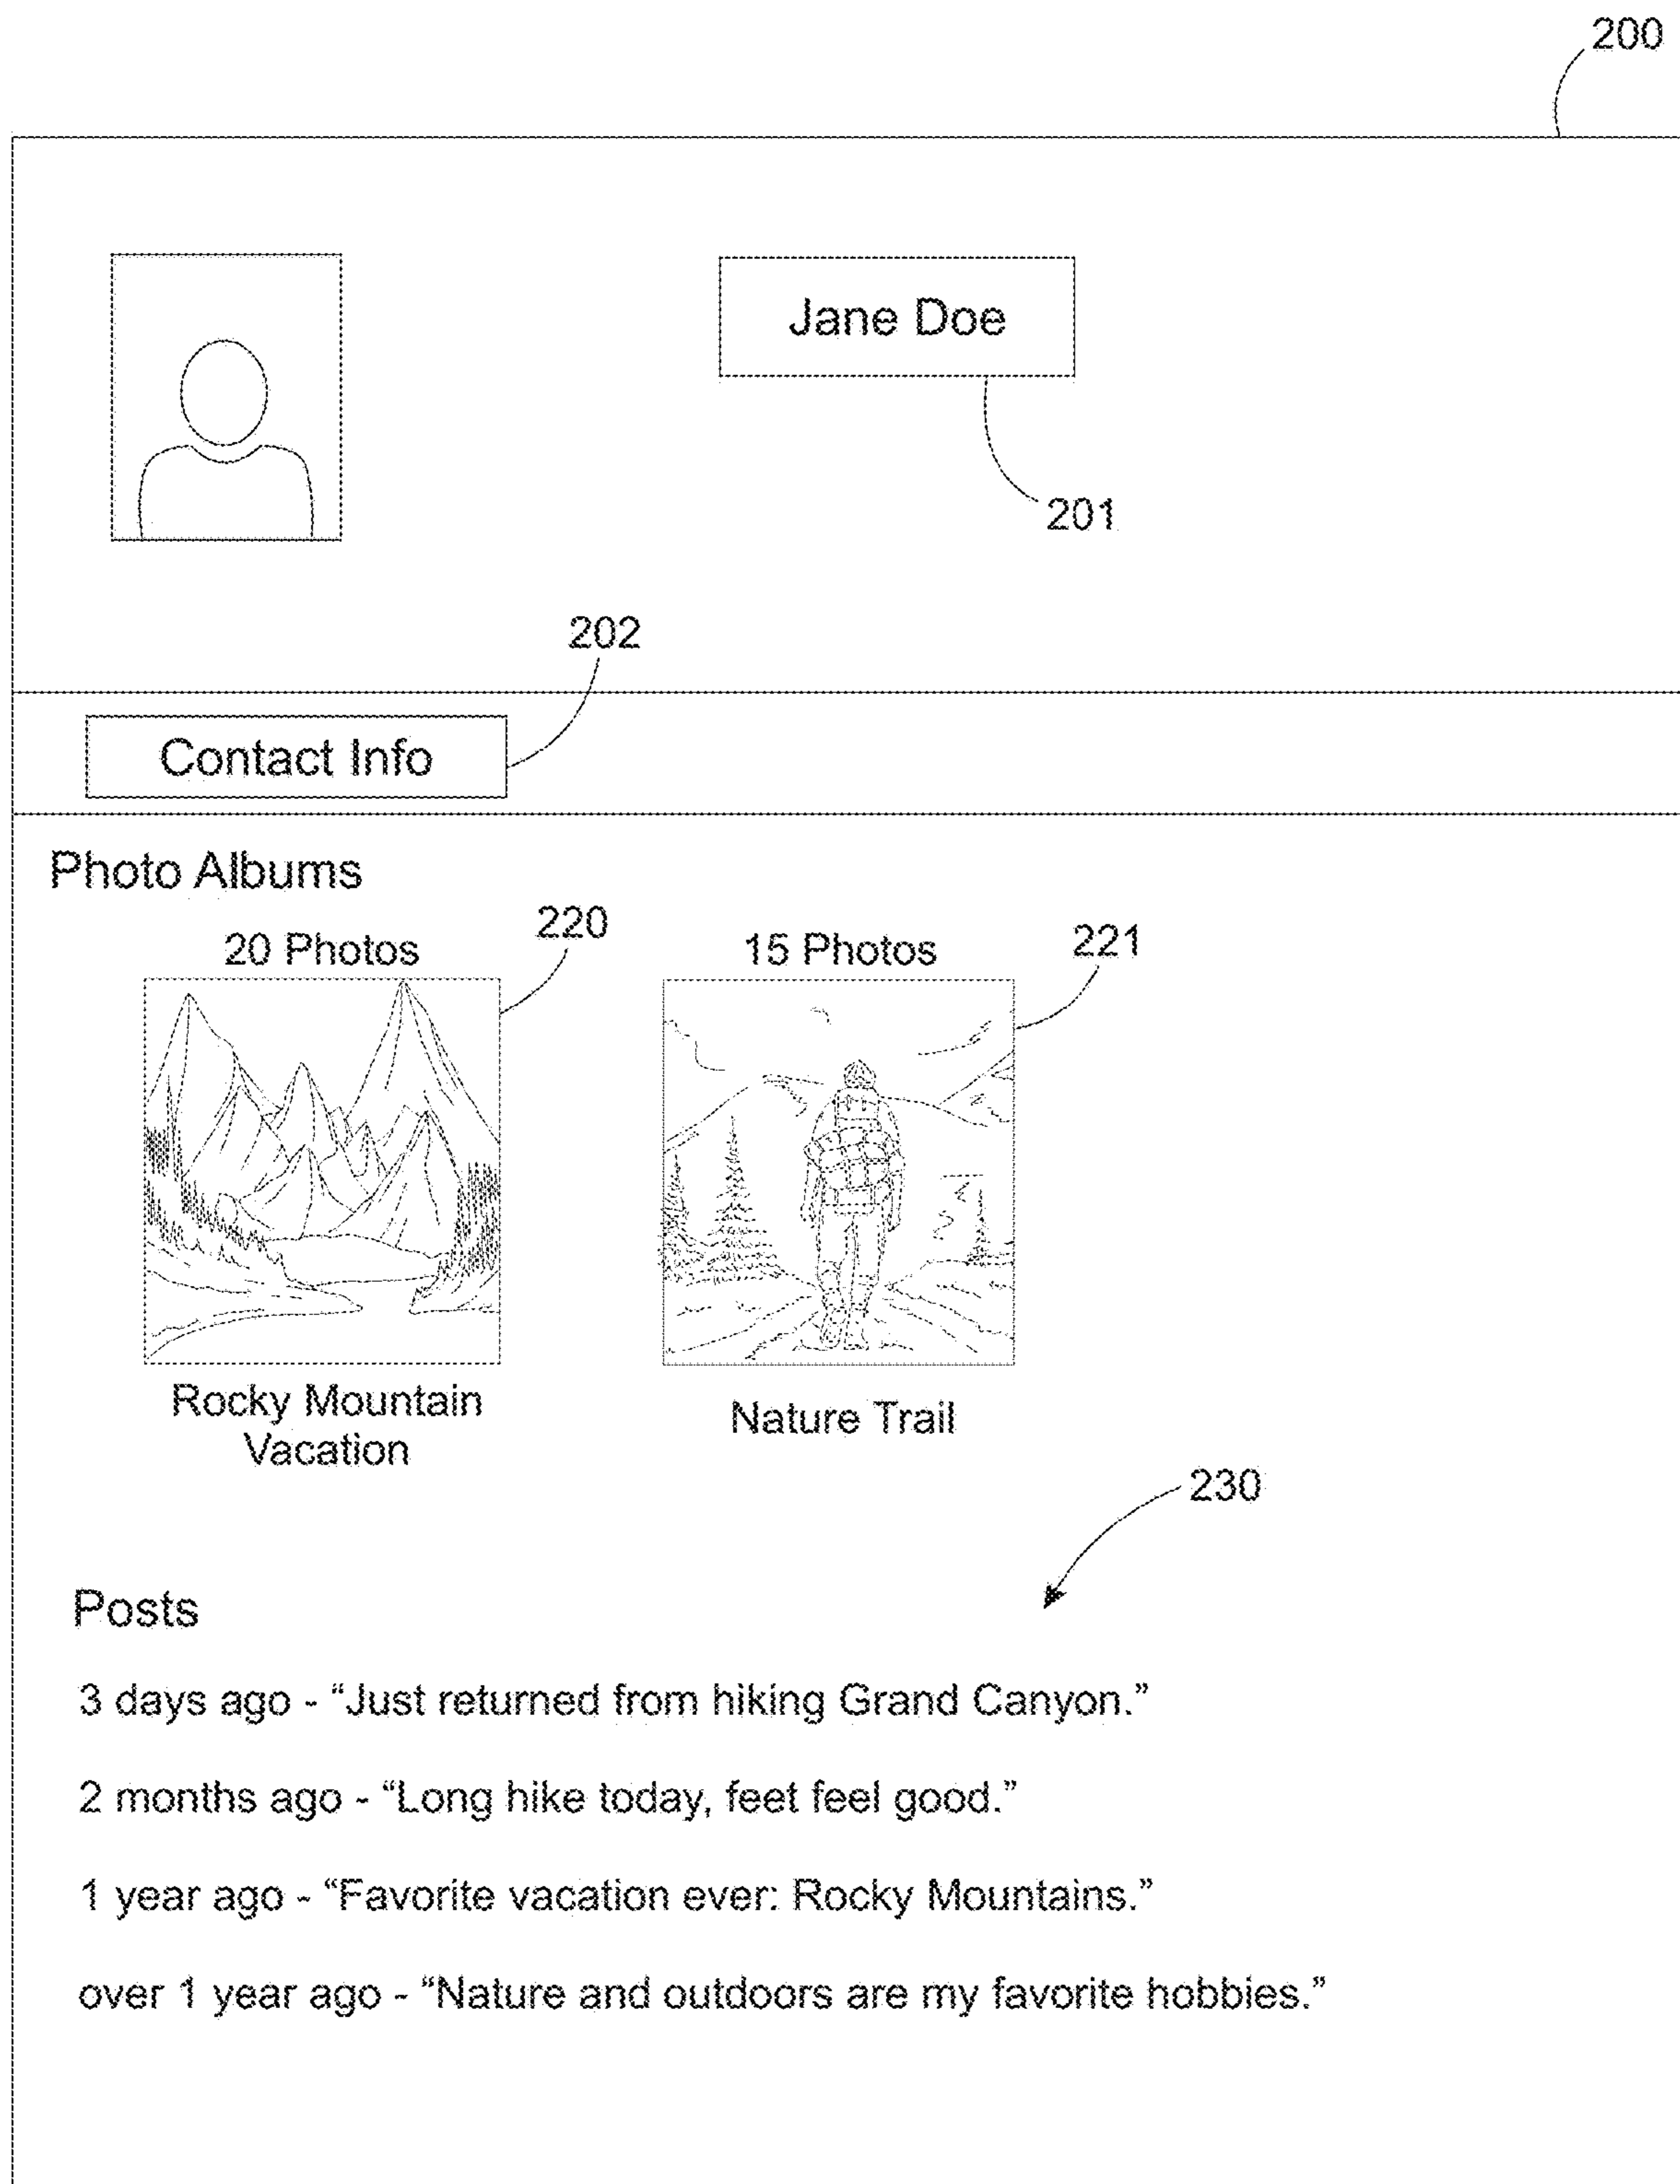 200
Jane Doe
201
202
Contact Info
Photo Albums
220
20 Photos
15 Photos
221
Rocky Mountain
Vacation
Nature Trail
230
Posts
3 days ago - “Just returned from hiking Grand Canyon.”
2 months ago - “Long hike today, feet feel good.”
1 year ago - “Favorite vacation ever: Rocky Mountains.”
over 1 year ago - “Nature and outdoors are my favorite hobbies.”